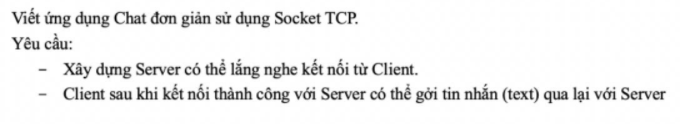 Viết ứng dụng Chat đơn giản sử dụng Socket TCP.
Yêu cầu:
- Xây dựng Server có thể lắng nghe kết nối từ Client.
- Client sau khi kết nối thành công với Server có thể gởi tin nhắn (text) qua lại với Server